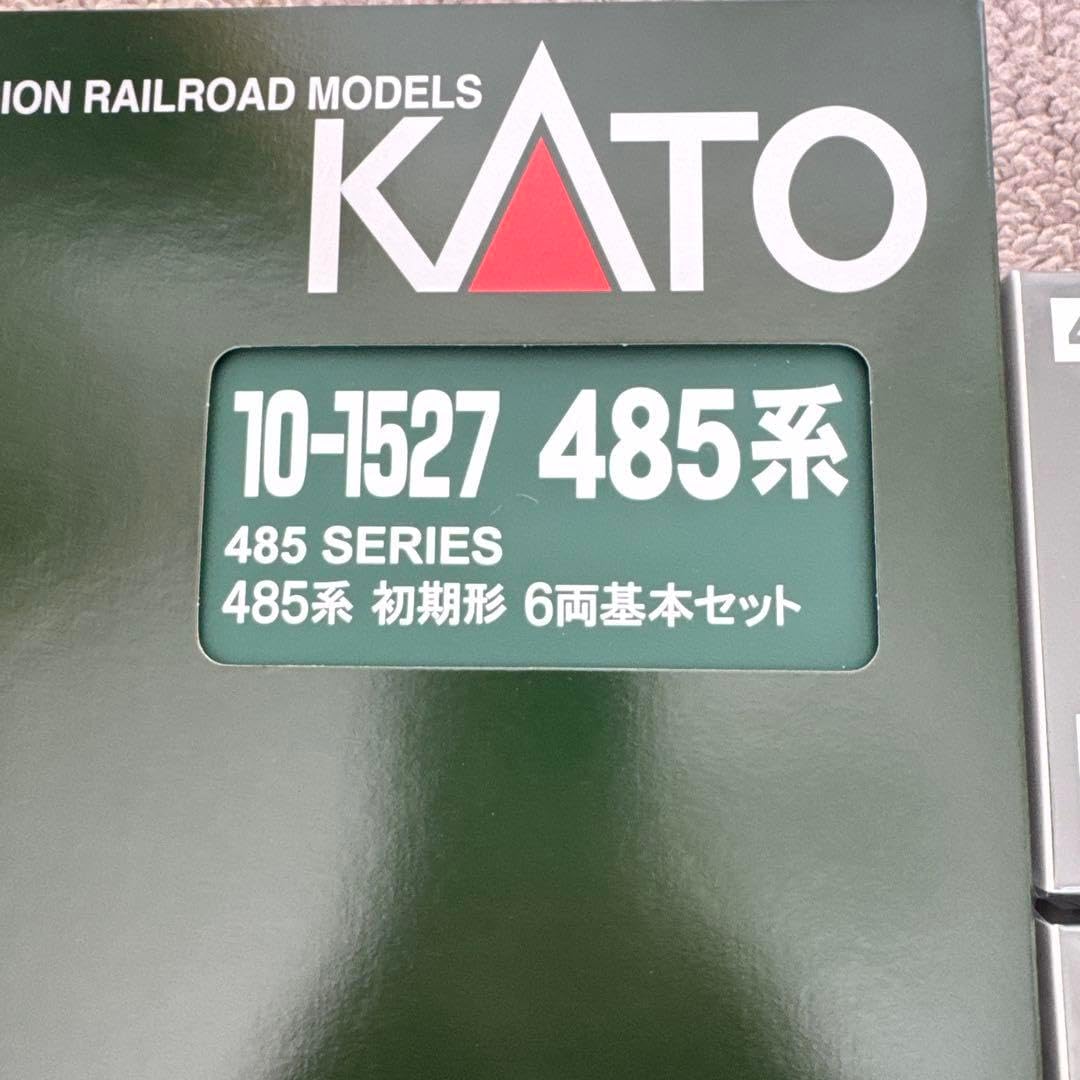 ION RAILROAD MODELS
KATO
10-1527 485系
485 SERIES
485系 初期形 6両基本セット